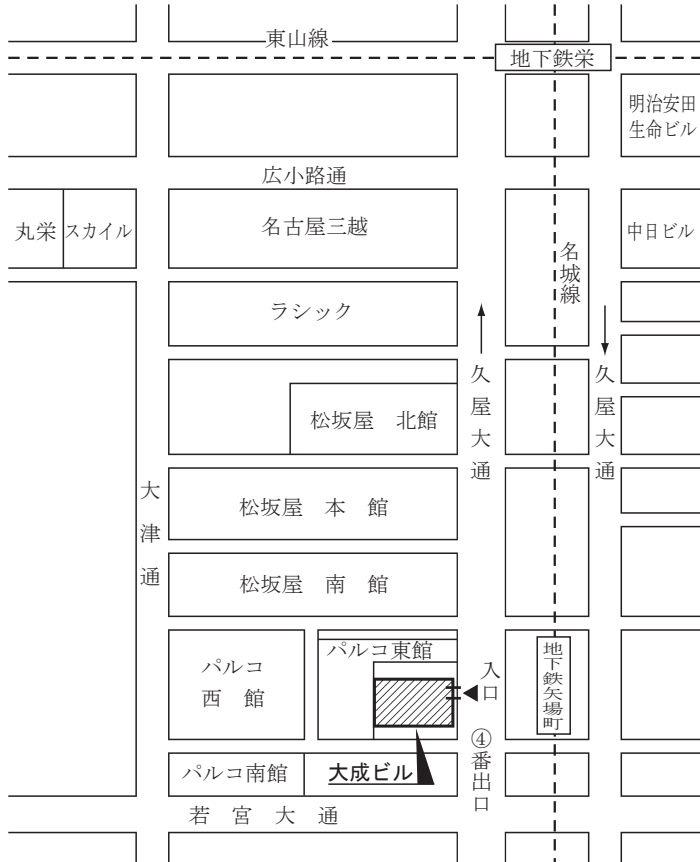 東山線
地下鉄栄
明治安田
生命ビル
広小路通
丸栄
スカイル
名古屋三越
中日ビル
名城線
ラシック
久屋大通
久屋大通
松坂屋 北館
大津通
松坂屋 本 館
松坂屋 南 館
パルコ
西 館
パルコ東館
入口
地下鉄矢場町
④番出口
パルコ南館
大成ビル
若 宮 大 通